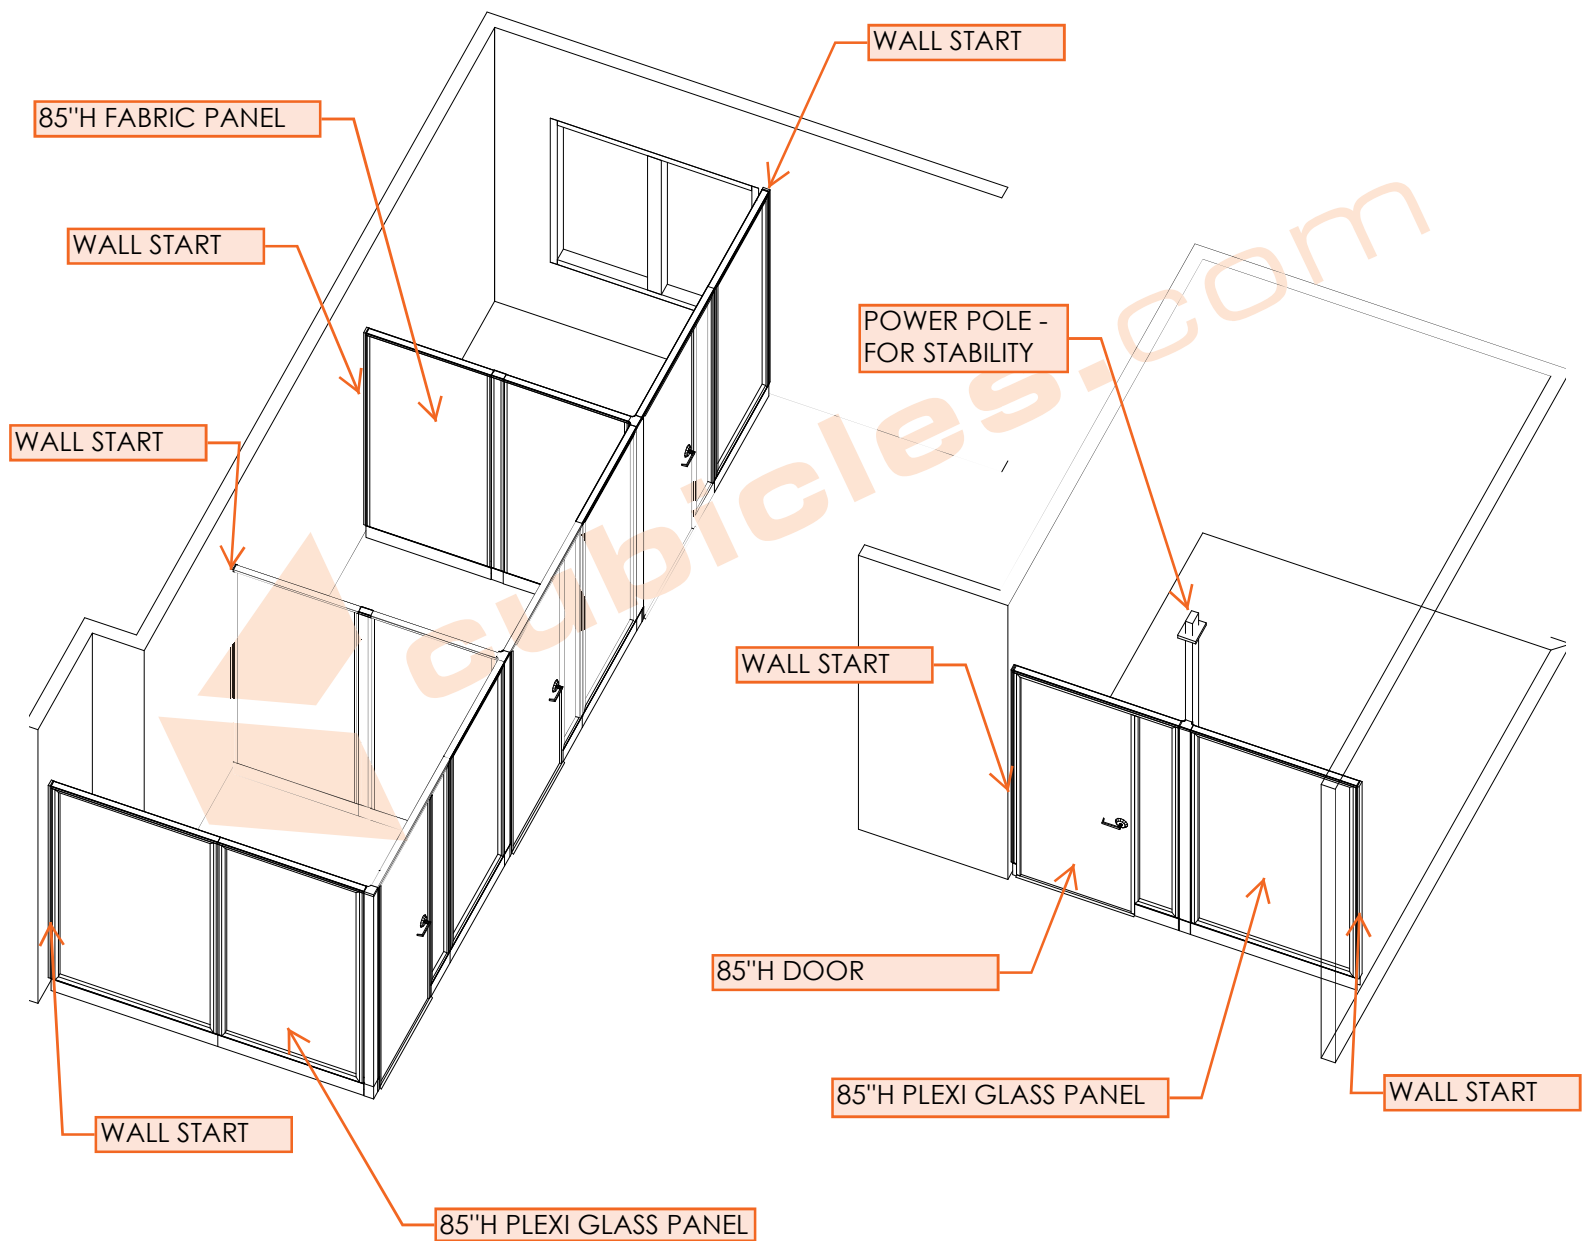 WALL START
85"H FABRIC PANEL
WALL START
POWER POLE -
FOR STABILITY
WALL START
cubicles.com
WALL START
85"H DOOR
85"H PLEXI GLASS PANEL
WALL START
WALL START
85"H PLEXI GLASS PANEL